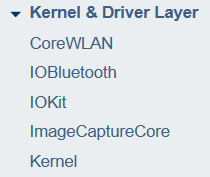 Kernel & Driver Layer
CoreWLAN
IOBluetooth
IOKit
ImageCaptureCore
Kernel